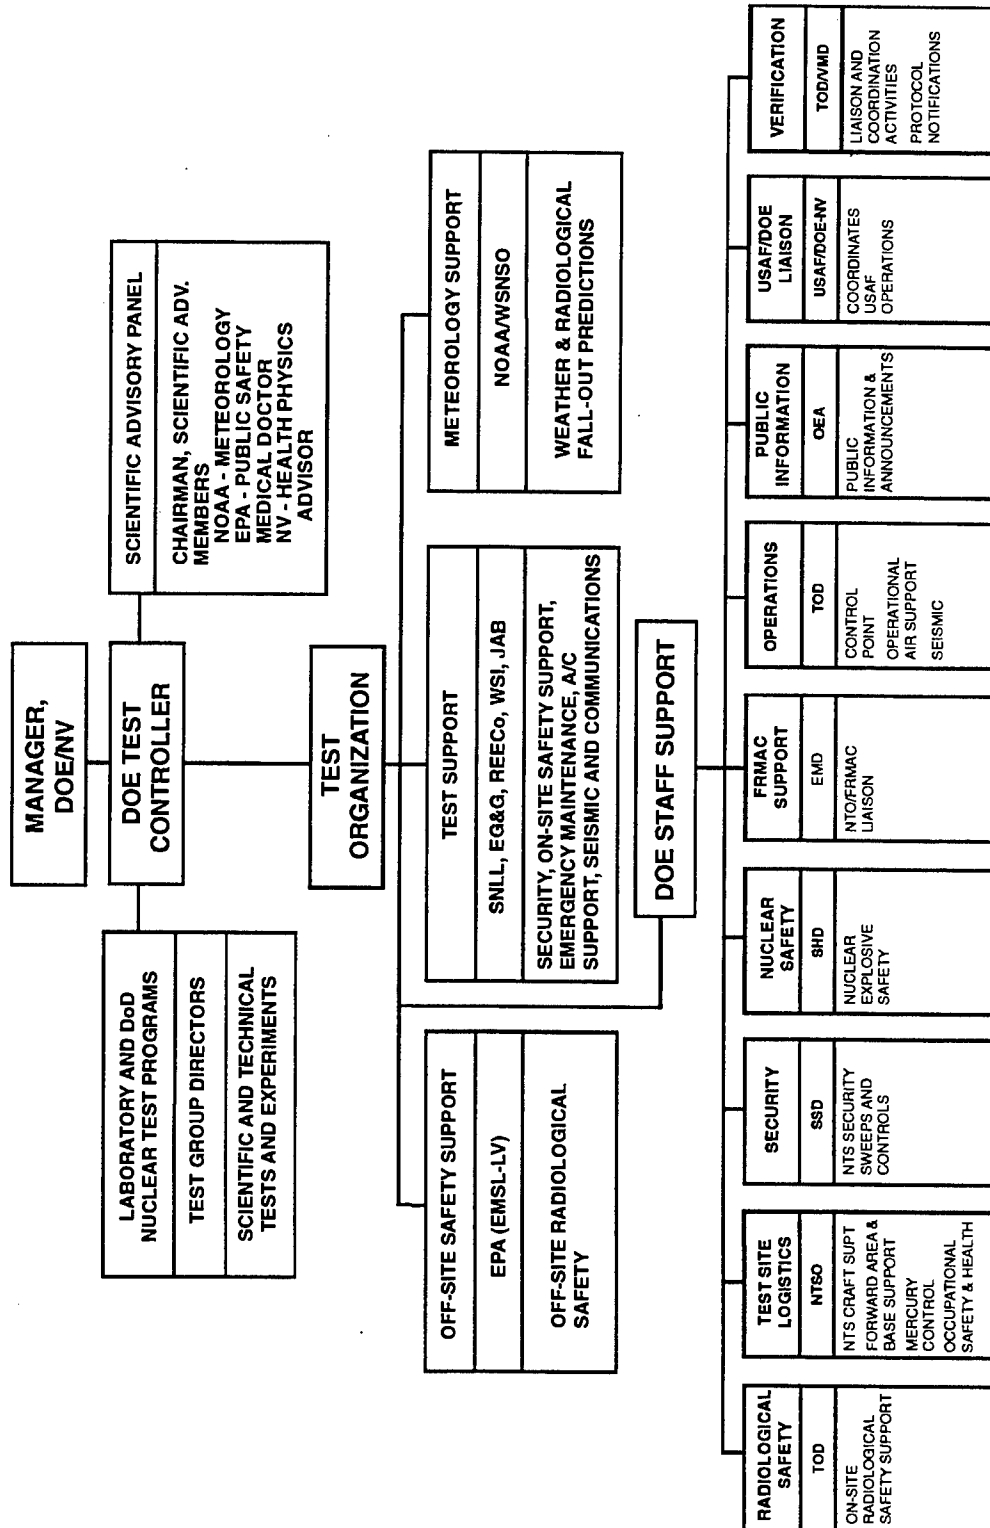 MANAGER,
DOE/NV
DOE TEST
CONTROLLER
LABORATORY AND DoD
NUCLEAR TEST PROGRAMS
TEST GROUP DIRECTORS
SCIENTIFIC AND TECHNICAL
TESTS AND EXPERIMENTS
SCIENTIFIC ADVISORY PANEL
CHAIRMAN, SCIENTIFIC ADV.
MEMBERS
NOAA - METEOROLOGY
EPA - PUBLIC SAFETY
MEDICAL DOCTOR
NV - HEALTH PHYSICS
ADVISOR
TEST
ORGANIZATION
OFF-SITE SAFETY SUPPORT
EPA (EMSL-LV)
OFF-SITE RADIOLOGICAL
SAFETY
TEST SUPPORT
SNLL, EG&G, REECo, WSI, JAB
SECURITY, ON-SITE SAFETY SUPPORT,
EMERGENCY MAINTENANCE, A/C
SUPPORT, SEISMIC AND COMMUNICATIONS
METEOROLOGY SUPPORT
NOAA/WSNSO
WEATHER & RADIOLOGICAL
FALL-OUT PREDICTIONS
DOE STAFF SUPPORT
RADIOLOGICAL
SAFETY
TOD
ON-SITE
RADIOLOGICAL
SAFETY SUPPORT
TEST SITE
LOGISTICS
NTSO
NTS CRAFT SUPT
FORWARD AREA &
BASE SUPPORT
MERCURY
CONTROL
OCCUPATIONAL
SAFETY & HEALTH
SECURITY
SSD
NTS SECURITY
SWEEPS AND
CONTROLS
NUCLEAR
SAFETY
SHD
NUCLEAR
EXPLOSIVE
SAFETY
FRMAC
SUPPORT
EMD
NTO/FRMAC
LIAISON
OPERATIONS
TOD
CONTROL
POINT
OPERATIONAL
AIR SUPPORT
SEISMIC
PUBLIC
INFORMATION
OEA
PUBLIC
INFORMATION &
ANNOUNCEMENTS
USAF/DOE
LIAISON
USAF/DOE-NV
COORDINATES
USAF
OPERATIONS
VERIFICATION
TOD/VMD
LIAISON AND
COORDINATION
ACTIVITIES
PROTOCOL
NOTIFICATIONS